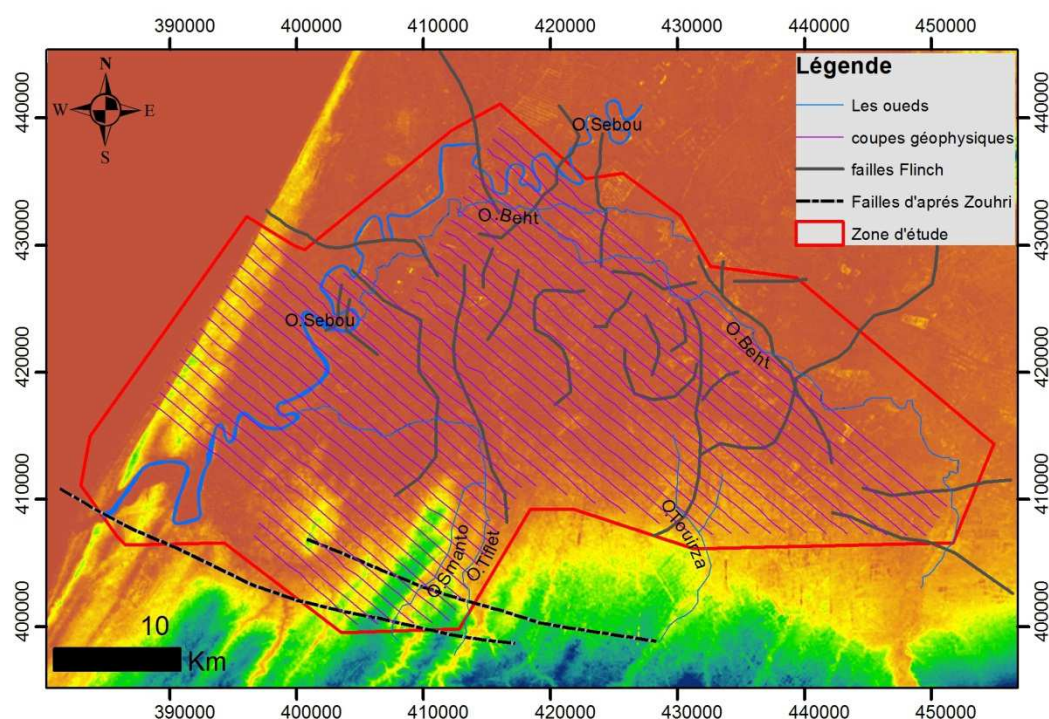 390000 400000 410000 420000 430000 440000 450000
N
W E
S
Légende
Les oueds
coupes géophysiques
failles Flinch
Failles d'aprés Zouhri
Zone d'étude
440000 440000
O.Sebou
O.Beht
430000 430000
O.Sebou
O.Beht
420000 420000
410000 410000
O.Touirza
O.Smanto
O.Tiflet
400000 400000
10
Km
390000 400000 410000 420000 430000 440000 450000